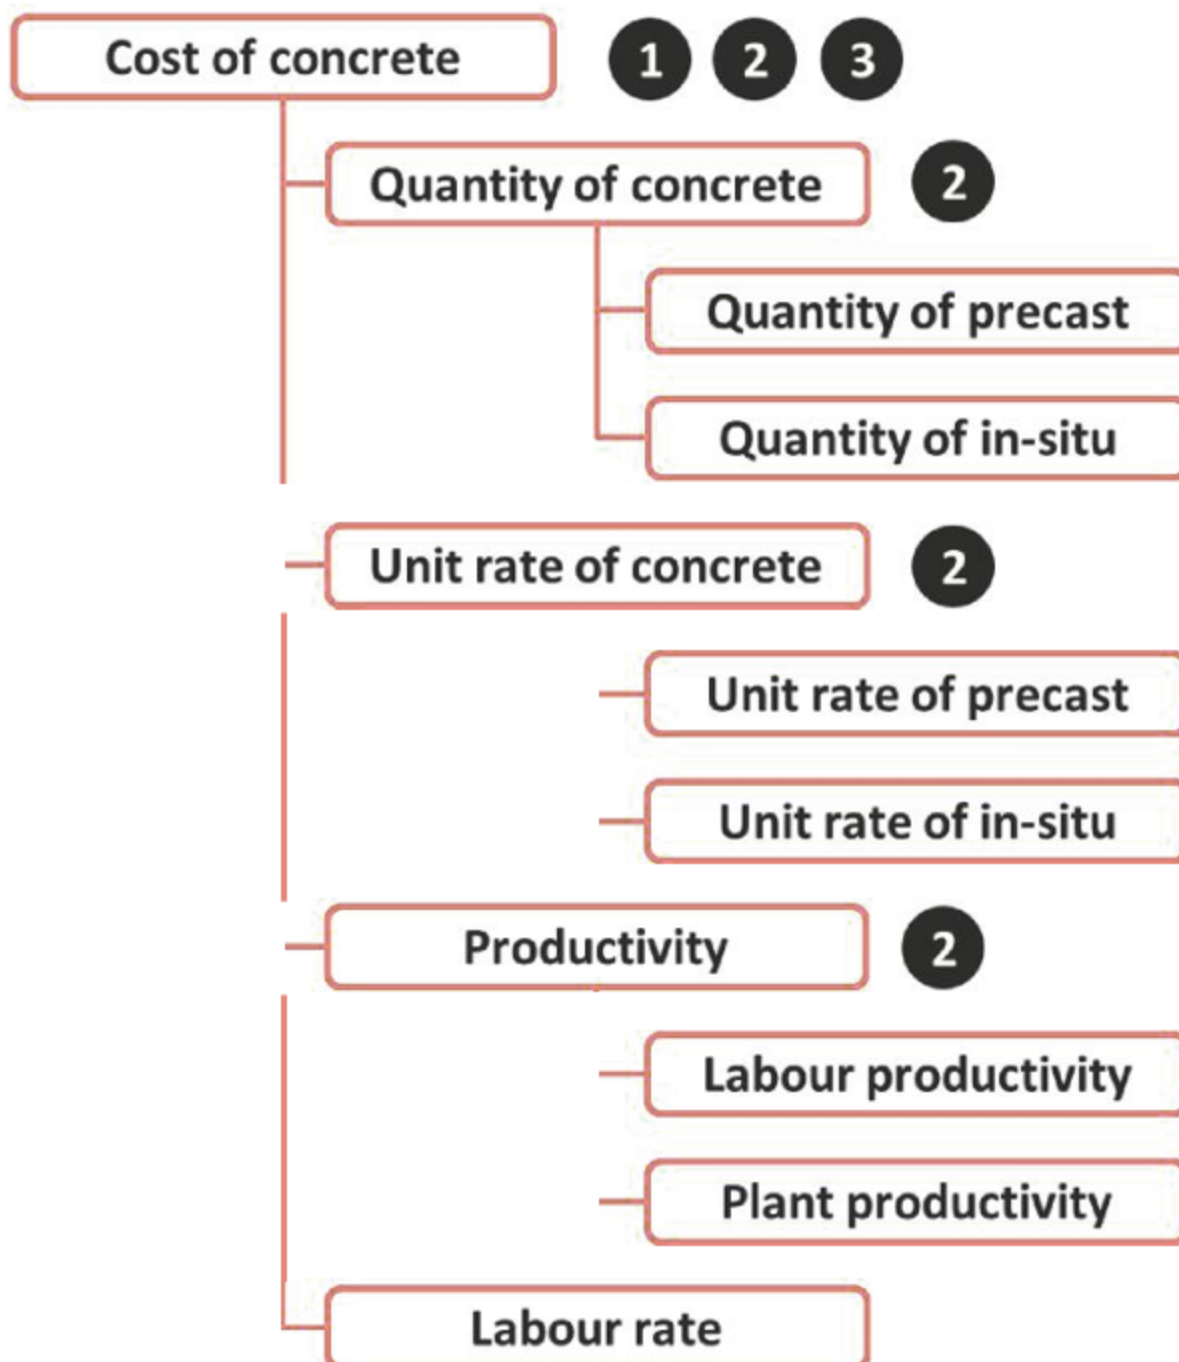 Cost of concrete 1 2 3
Quantity of concrete 2
Quantity of precast
Quantity of in-situ
Unit rate of concrete 2
Unit rate of precast
Unit rate of in-situ
Productivity 2
Labour productivity
Plant productivity
Labour rate